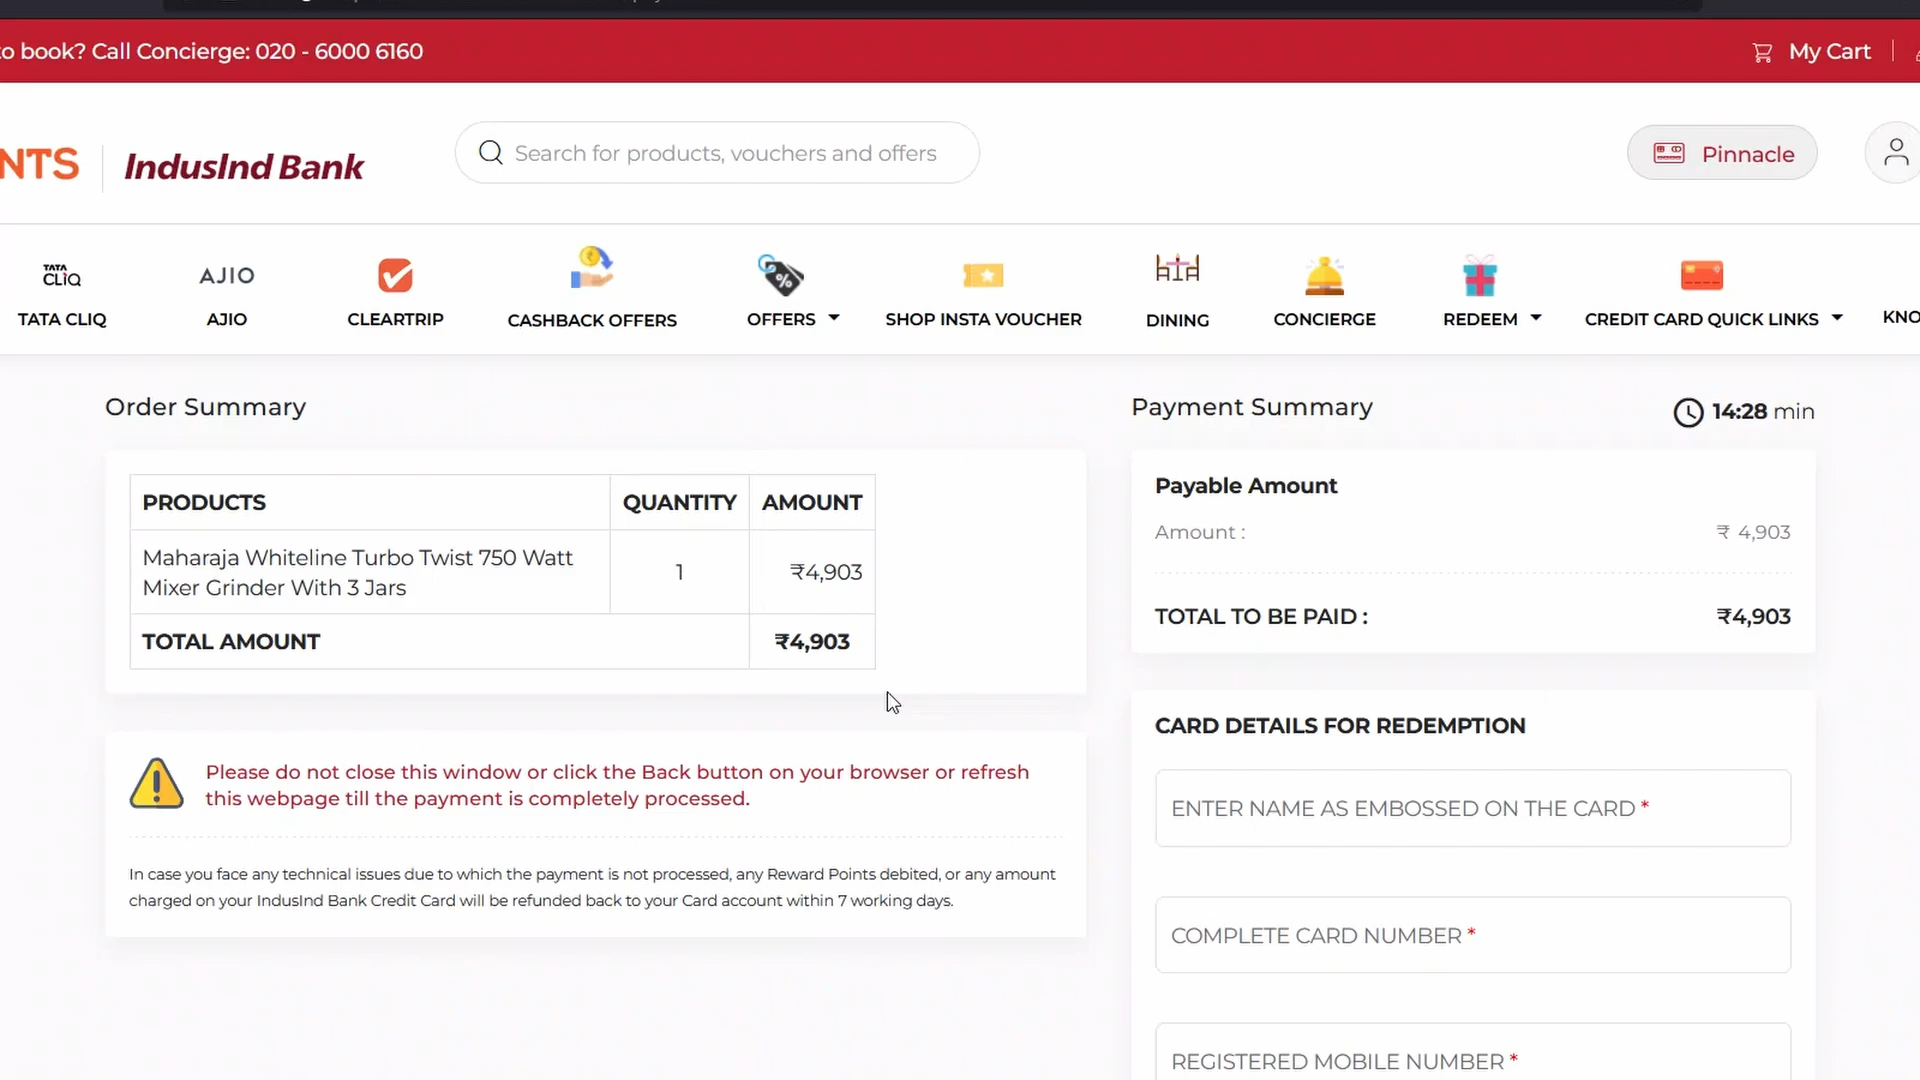 to book? Call Concierge: 020 - 6000 6160
My Cart
NTS
IndusInd Bank
Search for products, vouchers and offers
Pinnacle
TATA
CLiQ
AJIO
TATA CLIQ
AJIO
CLEARTRIP
CASHBACK OFFERS
OFFERS
SHOP INSTA VOUCHER
DINING
CONCIERGE
REDEEM
CREDIT CARD QUICK LINKS
KNO
Order Summary
PRODUCTS QUANTITY AMOUNT
Maharaja Whiteline Turbo Twist 750 Watt
Mixer Grinder With 3 Jars
1
₹4,903
TOTAL AMOUNT ₹4,903
Please do not close this window or click the Back button on your browser or refresh
this webpage till the payment is completely processed.
In case you face any technical issues due to which the payment is not processed, any Reward Points debited, or any amount
charged on your IndusInd Bank Credit Card will be refunded back to your Card account within 7 working days.
Payment Summary
14:28 min
Payable Amount
Amount : ₹ 4,903
TOTAL TO BE PAID : ₹4,903
CARD DETAILS FOR REDEMPTION
ENTER NAME AS EMBOSSED ON THE CARD *
COMPLETE CARD NUMBER *
REGISTERED MOBILE NUMBER *